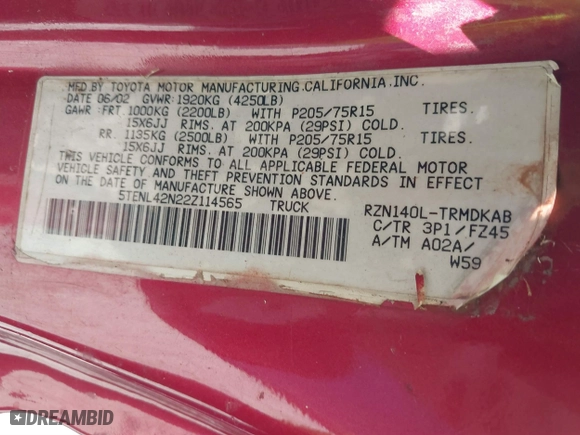 MFD BY TOYOTA MOTOR MANUFACTURING.CALIFORNIA.INC.
DATE 06/02 GVWR:1920KG (4250LB)
GAWR: FRT 1000KG (2200LB) WITH P205/75R15 TIRES.
15X6JJ RIMS. AT 200KPA (29PSI) COLD.
RR. 1135KG (2500LB) WITH P205/75R15 TIRES.
15X6JJ RIMS. AT 200KPA (29PSI) COLD.
THIS VEHICLE CONFORMS TO ALL APPLICABLE FEDERAL MOTOR
VEHICLE SAFETY AND THEFT PREVENTION STANDARDS IN EFFECT
ON THE DATE OF MANUFACTURE SHOWN ABOVE.
5TENL42N22Z114565 TRUCK RZN140L-TRMDKAB
C/TR 3P1/FZ45
A/TM A02A/
W59
DREAMBID